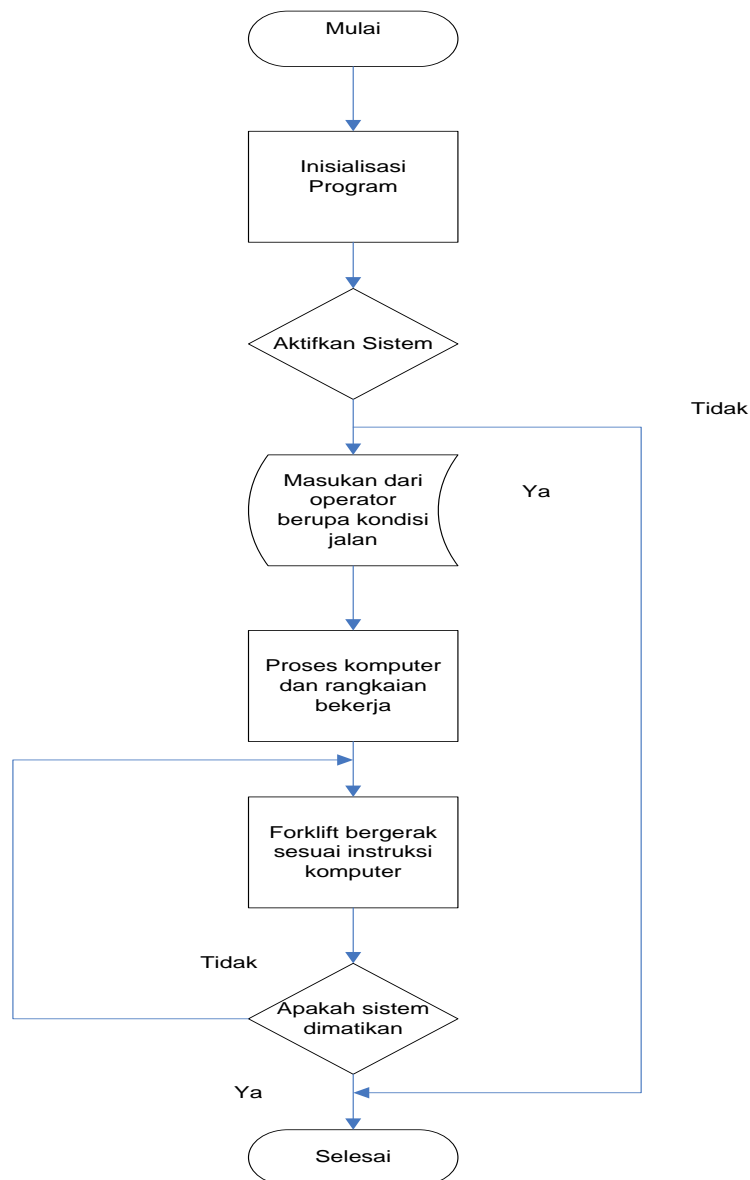 Mulai
Inisialisasi
Program
Aktifkan Sistem
Tidak
Masukan dari
operator
berupa kondisi
jalan
Ya
Proses komputer
dan rangkaian
bekerja
Forklift bergerak
sesuai instruksi
komputer
Tidak
Apakah sistem
dimatikan
Ya
Selesai